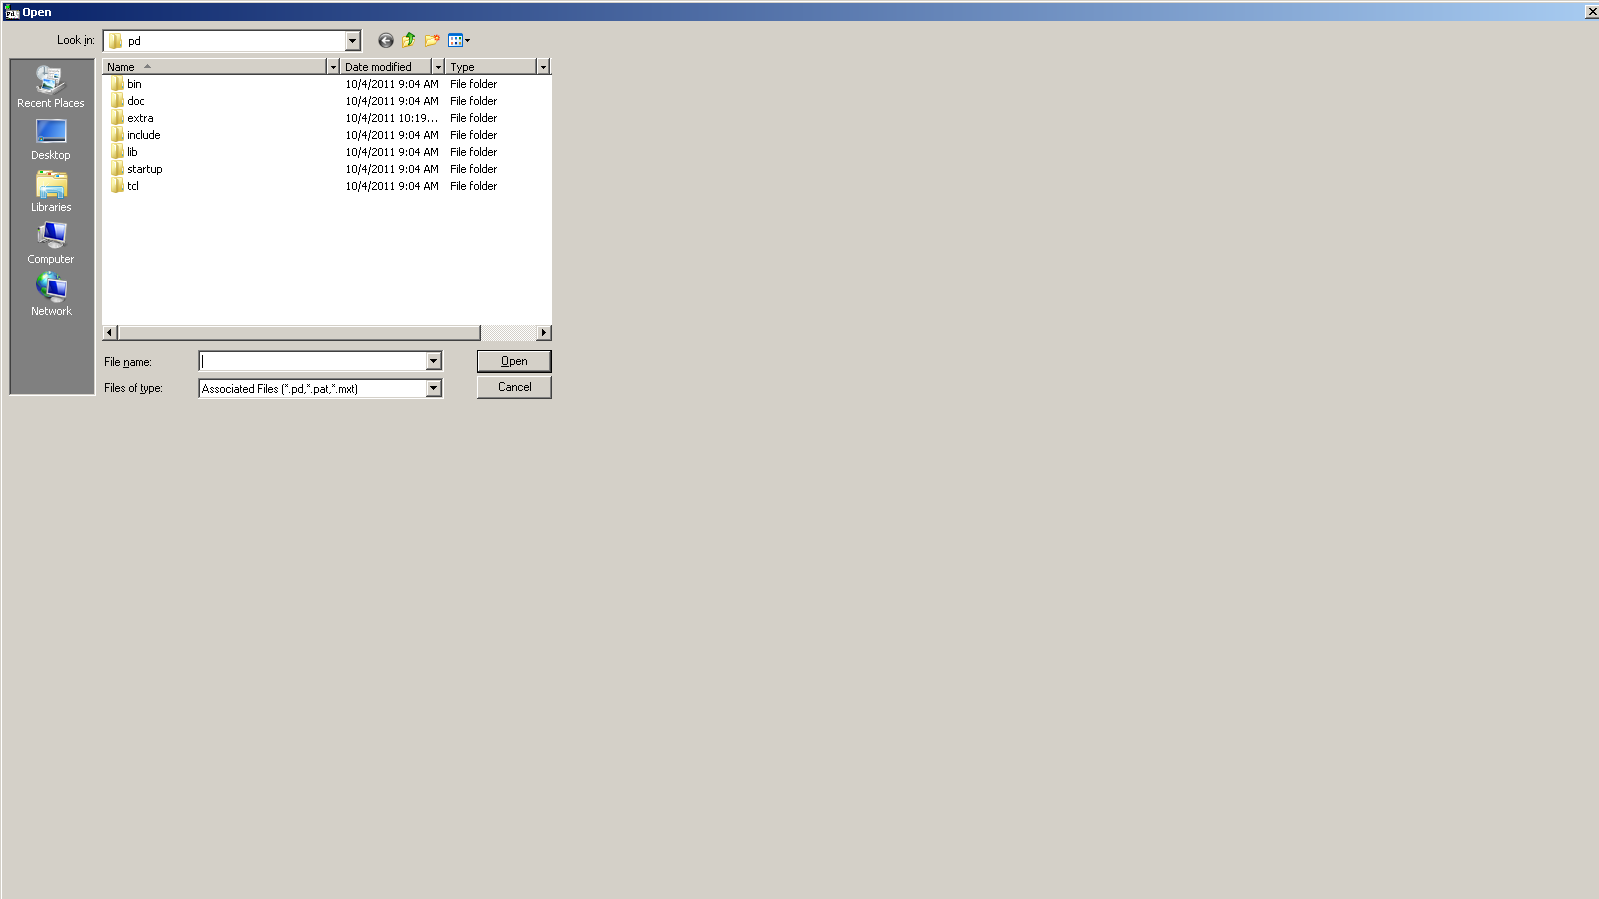 Open
Look in:
pd
Name
Date modified
Type
bin
10/4/2011 9:04 AM
File folder
doc
10/4/2011 9:04 AM
File folder
extra
10/4/2011 10:19...
File folder
include
10/4/2011 9:04 AM
File folder
lib
10/4/2011 9:04 AM
File folder
startup
10/4/2011 9:04 AM
File folder
tcl
10/4/2011 9:04 AM
File folder
Recent Places
Desktop
Libraries
Computer
Network
File name:
Open
Files of type:
Associated Files (*.pd,*.pat,*.mxt)
Cancel